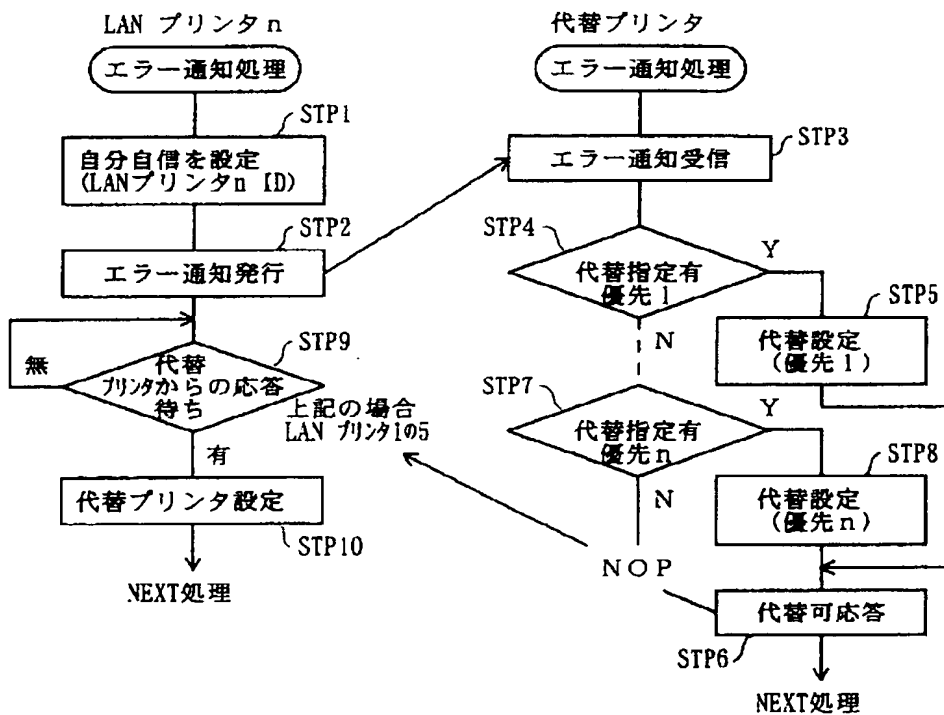 LAN プリンタn
エラー通知処理
STP1
自分自信を設定
(LANプリンタn ID)
STP2
エラー通知発行
STP9
無
代替
プリンタからの応答
待ち
有
代替プリンタ設定
STP10
NEXT処理
上記の場合
LAN プリンタ1の5
代替プリンタ
エラー通知処理
STP3
エラー通知受信
STP4
Y
代替指定有
優先1
N
STP5
代替設定
(優先1)
STP7
Y
代替指定有
優先n
N
STP8
代替設定
(優先n)
NOP
代替可応答
STP6
NEXT処理